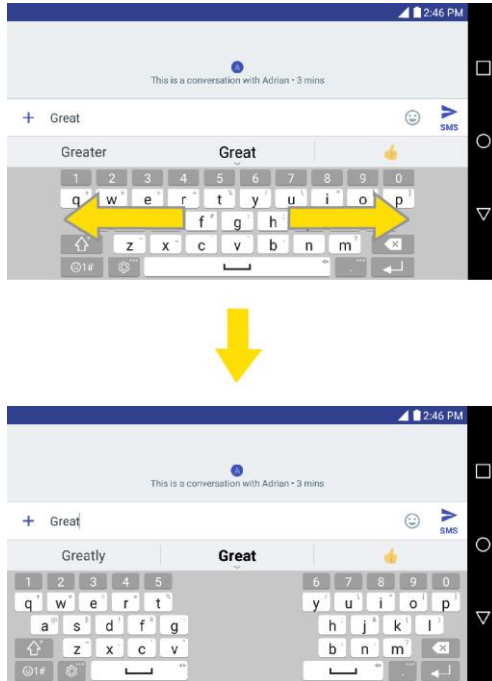 2:46 PM
A
This is a conversation with Adrian • 3 mins
Great
SMS
Greater Great
1 2 3 4 5 6 7 8 9 0
q w e r t y u i o p
f g h
z x c v b n m
1#
2:46 PM
A
This is a conversation with Adrian • 3 mins
Great
SMS
Greatly Great
1 2 3 4 5 6 7 8 9 0
q w e r t y u i o p
a s d f g h j k l
z x c v b n m
1#